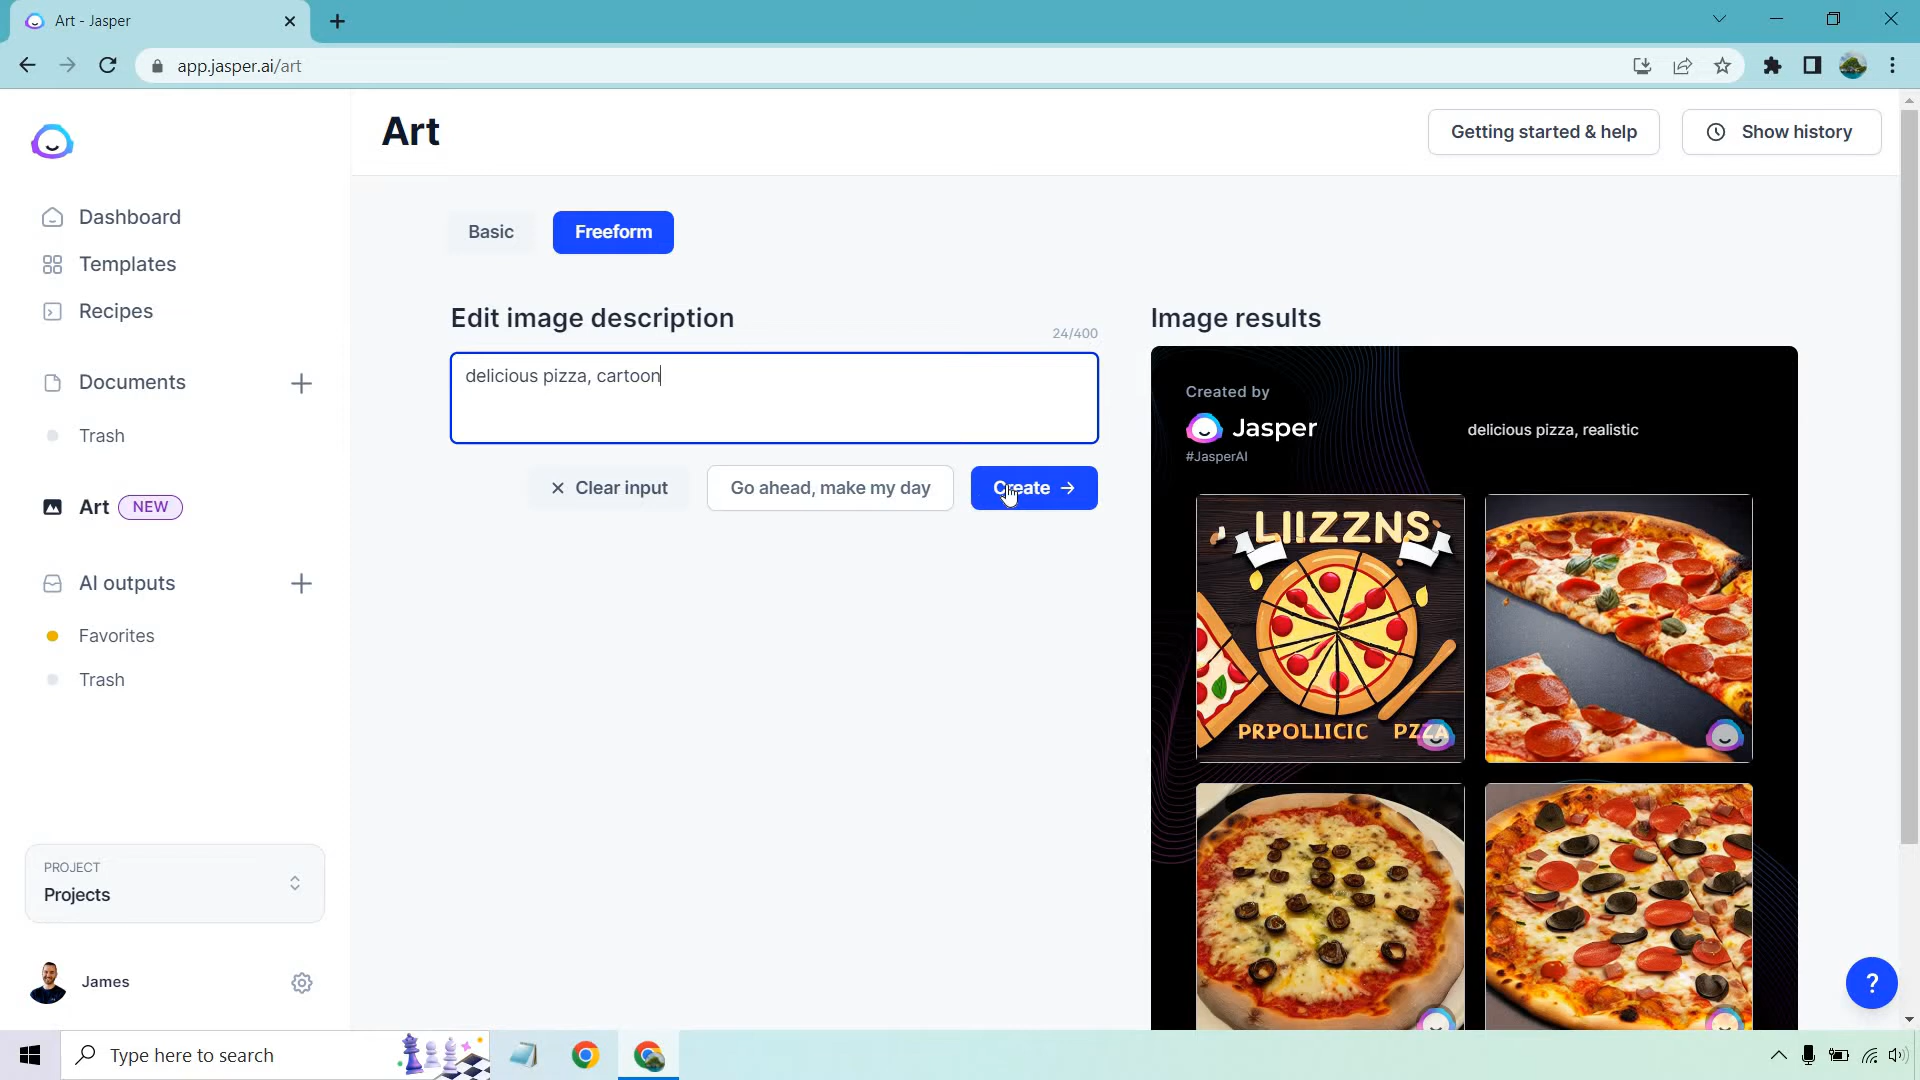 Art - Jasper
app.jasper.ai/art
Art
Getting started & help
Show history
Dashboard
Templates
Recipes
Documents
Trash
Art NEW
AI outputs
Favorites
Trash
PROJECT
Projects
James
Basic
Freeform
Edit image description
24/400
delicious pizza, cartoon
Clear input
Go ahead, make my day
Create
Image results
Created by
Jasper
#JasperAI
delicious pizza, realistic
LIIZZNS
PRPOLLICIC PZZA
?
Type here to search